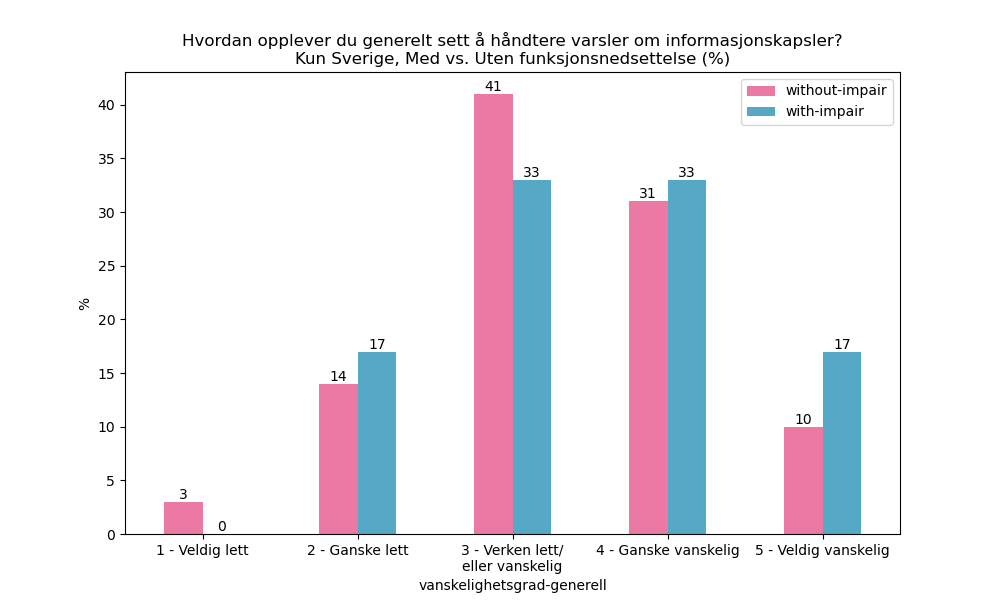 Hvordan opplever du generelt sett å håndtere varsler om informasjonskapsler?
Kun Sverige, Med vs. Uten funksjonsnedsettelse (%)
without-impair
with-impair
%
40
35
30
25
20
15
10
5
0
3
0
14
17
41
33
31
33
10
17
1 - Veldig lett
2 - Ganske lett
3 - Verken lett/
eller vanskelig
4 - Ganske vanskelig
5 - Veldig vanskelig
vanskelighetsgrad-generell